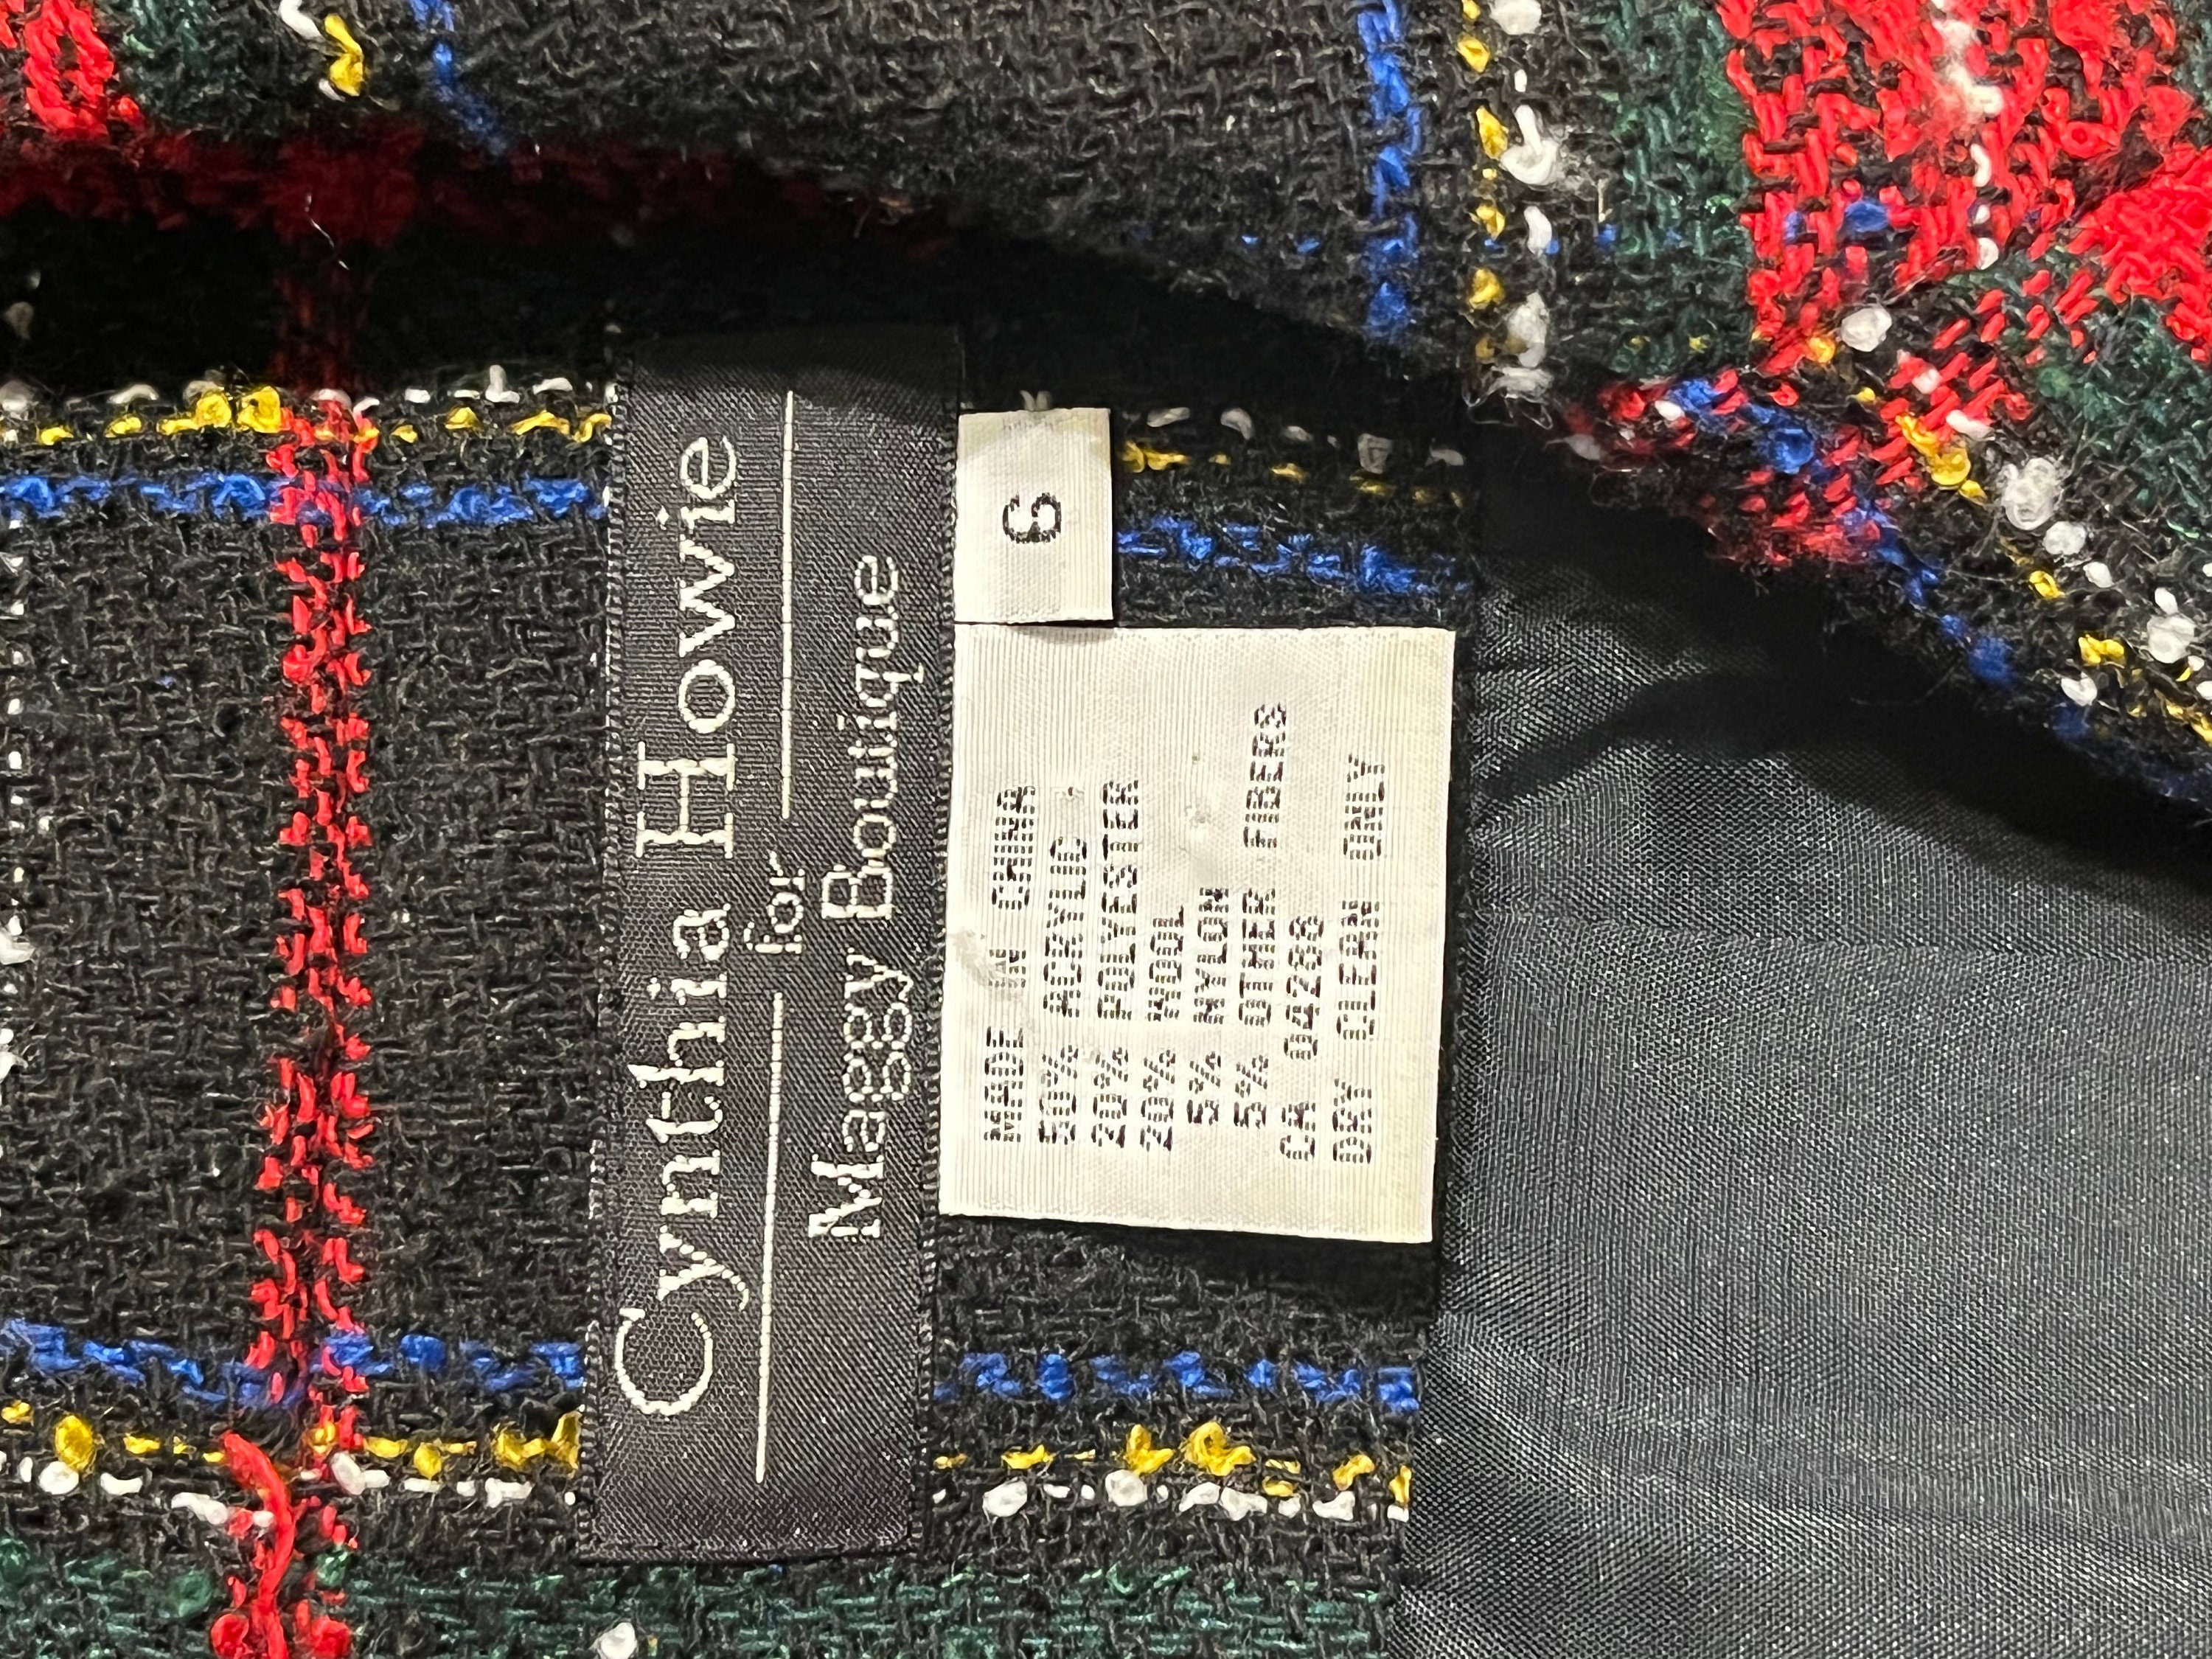 Cynthia Howie
for
Maggy Boutique
6
MADE IN CHINA
50% ACRYLIC
20% POLYESTER
20% WOOL
5% NYLON
5% OTHER FIBERS
CA 04288
DRY CLEAN ONLY